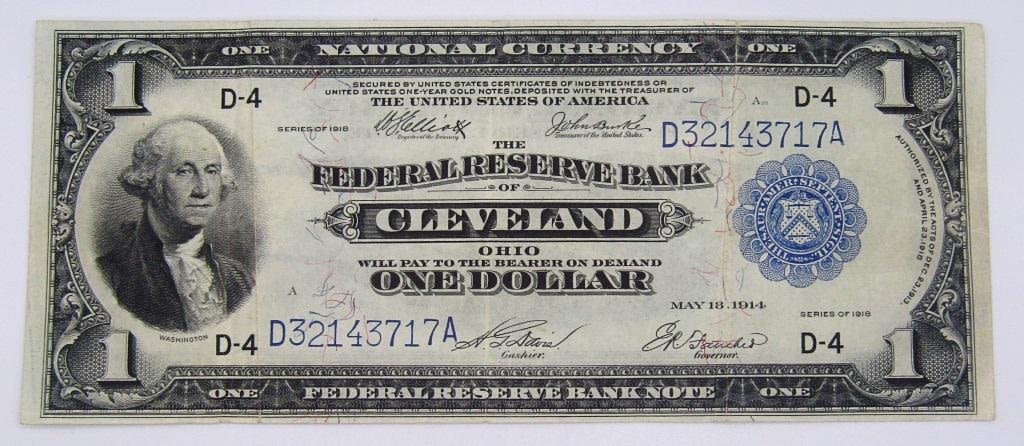 ONE NATIONAL CURRENCY ONE
1 1
SECURED BY UNITED STATES CERTIFICATES OF INDEBTEDNESS OR
UNITED STATES ONE-YEAR GOLD NOTES, DEPOSITED WITH THE TREASURER OF
THE UNITED STATES OF AMERICA
D-4 D-4
SERIES OF 1918
Register of the Treasury.
John Burke
Treasurer of the United States.
D32143717A
THE
FEDERAL RESERVE BANK
OF
CLEVELAND
OHIO
WILL PAY TO THE BEARER ON DEMAND
ONE DOLLAR
AUTHORIZED BY THE ACTS OF DEC. 23, 1913
AND APRIL 23, 1918
A
MAY 18, 1914
SERIES OF 1918
WASHINGTON
D-4 D32143717A
Cashier.
Governor.
D-4
1 1
ONE FEDERAL RESERVE BANK NOTE ONE